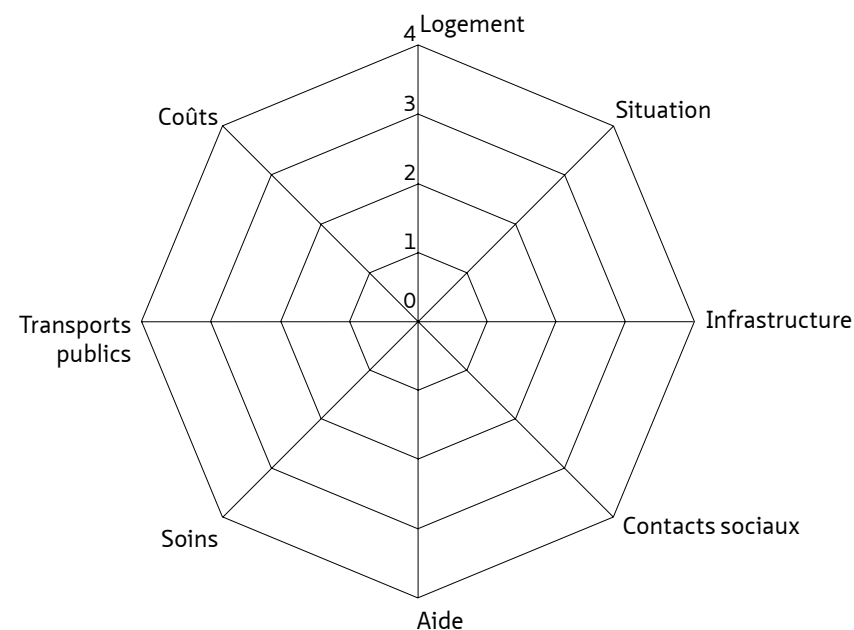 Logement
4
Situation
Coûts
3
2
1
0
Infrastructure
Transports
publics
Contacts sociaux
Soins
Aide